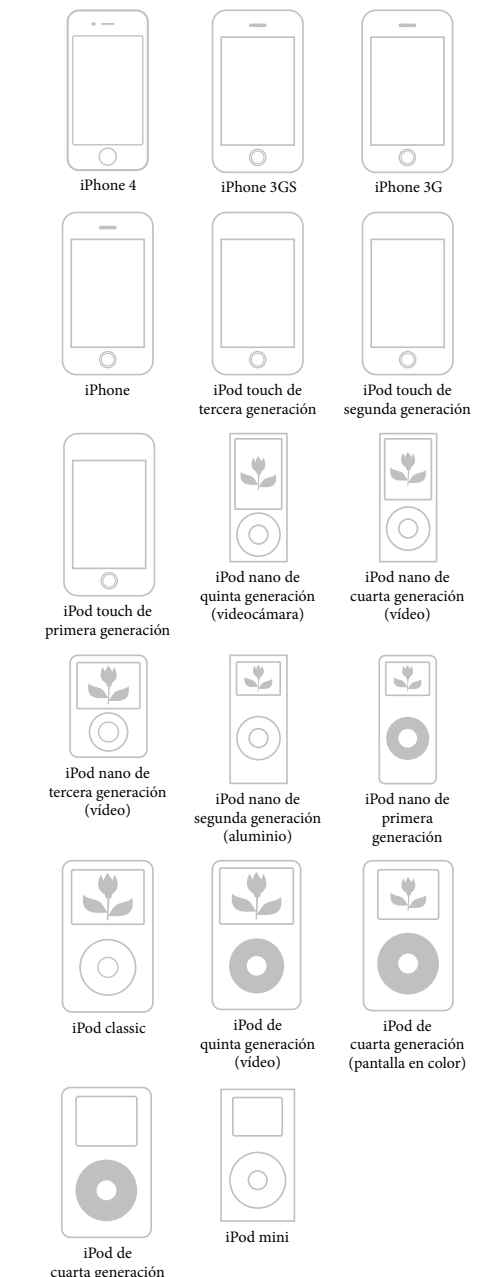 iPhone 4
iPhone 3GS
iPhone 3G
iPhone
iPod touch de
tercera generación
iPod touch de
segunda generación
iPod touch de
primera generación
iPod nano de
quinta generación
(videocámara)
iPod nano de
cuarta generación
(vídeo)
iPod nano de
tercera generación
(vídeo)
iPod nano de
segunda generación
(aluminio)
iPod nano de
primera
generación
iPod classic
iPod de
quinta generación
(vídeo)
iPod de
cuarta generación
(pantalla en color)
iPod de
cuarta generación
iPod mini